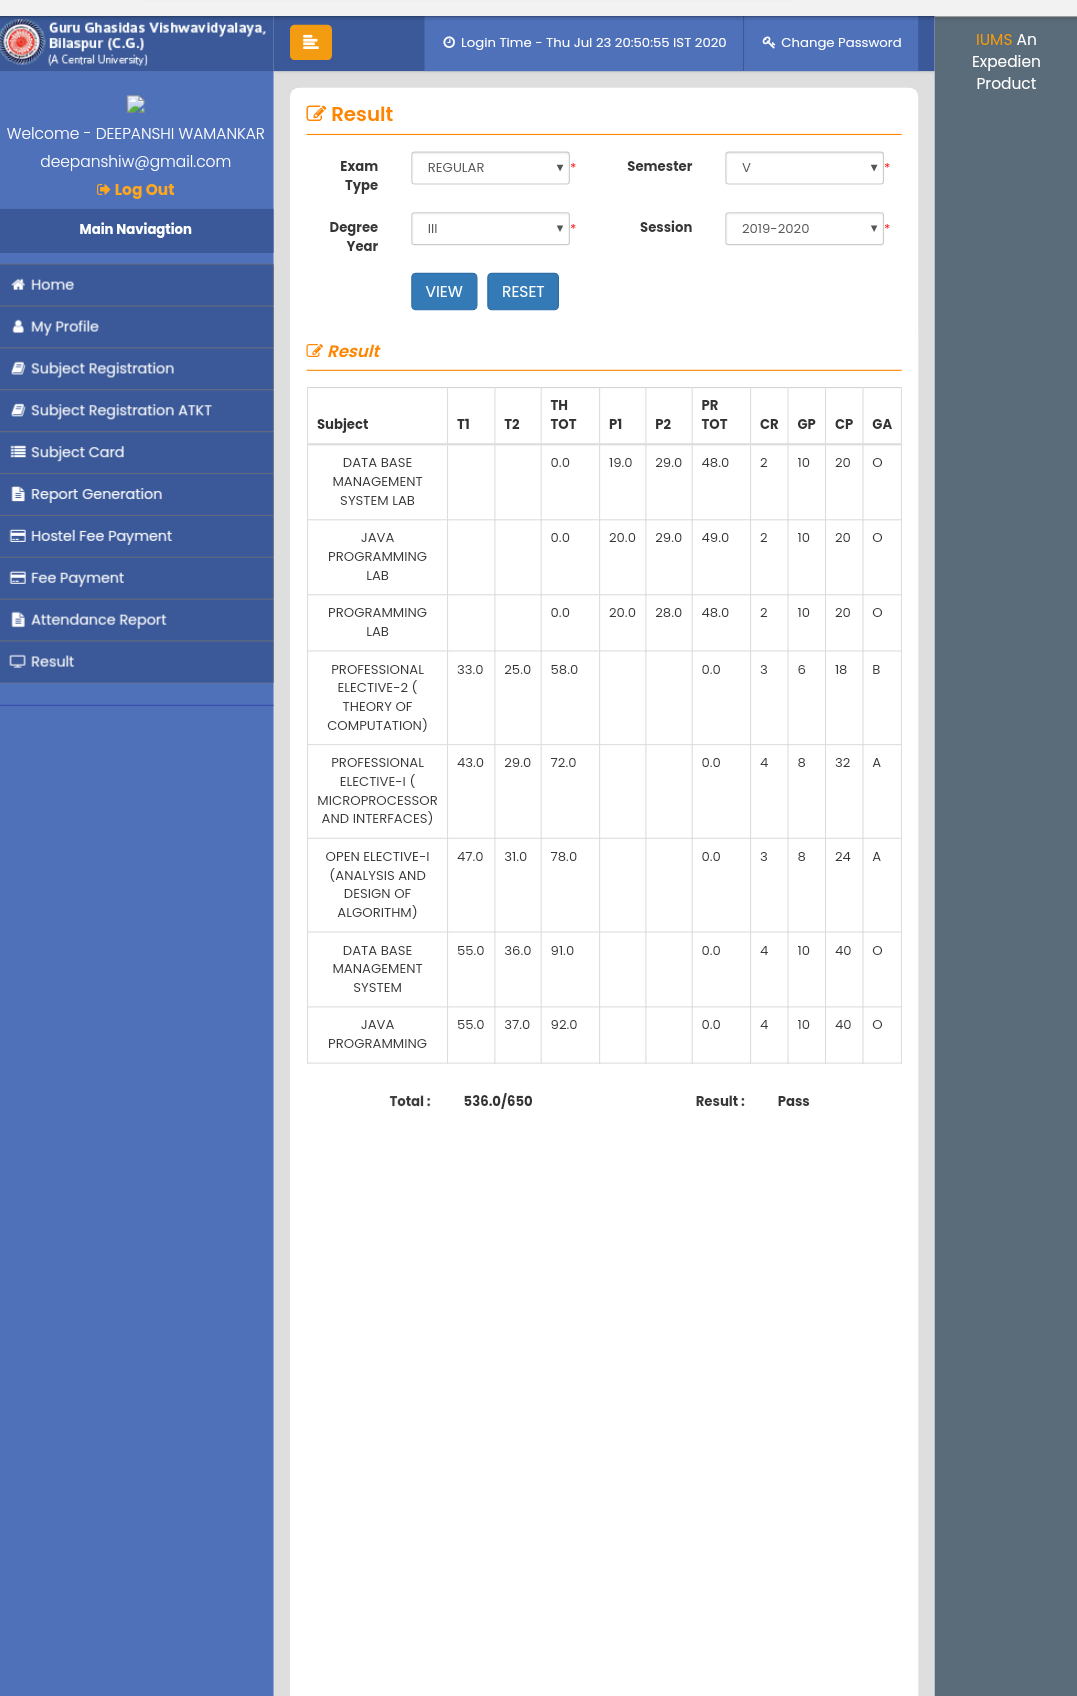 Guru Ghasidas Vishwavidyalaya,
Bilaspur (C.G.)
(A Central University)
Login Time - Thu Jul 23 20:50:55 IST 2020
Change Password
IUMS An
Expedien
Product
Welcome - DEEPANSHI WAMANKAR
deepanshiw@gmail.com
Log Out
Main Naviagtion
Home
My Profile
Subject Registration
Subject Registration ATKT
Subject Card
Report Generation
Hostel Fee Payment
Fee Payment
Attendance Report
Result
Result
Exam
Type
REGULAR
*
Semester
V
*
Degree
Year
III
*
Session
2019-2020
*
VIEW
RESET
Result
Subject T1 T2 TH TOT P1 P2 PR TOT CR GP CP GA
DATA BASE 0.0 19.0 29.0 48.0 2 10 20 O
MANAGEMENT
SYSTEM LAB
JAVA 0.0 20.0 29.0 49.0 2 10 20 O
PROGRAMMING
LAB
PROGRAMMING 0.0 20.0 28.0 48.0 2 10 20 O
LAB
PROFESSIONAL 33.0 25.0 58.0 0.0 3 6 18 B
ELECTIVE-2 (
THEORY OF
COMPUTATION)
PROFESSIONAL 43.0 29.0 72.0 0.0 4 8 32 A
ELECTIVE-I (
MICROPROCESSOR
AND INTERFACES)
OPEN ELECTIVE-I 47.0 31.0 78.0 0.0 3 8 24 A
(ANALYSIS AND
DESIGN OF
ALGORITHM)
DATA BASE 55.0 36.0 91.0 0.0 4 10 40 O
MANAGEMENT
SYSTEM
JAVA 55.0 37.0 92.0 0.0 4 10 40 O
PROGRAMMING
Total : 536.0/650 Result : Pass